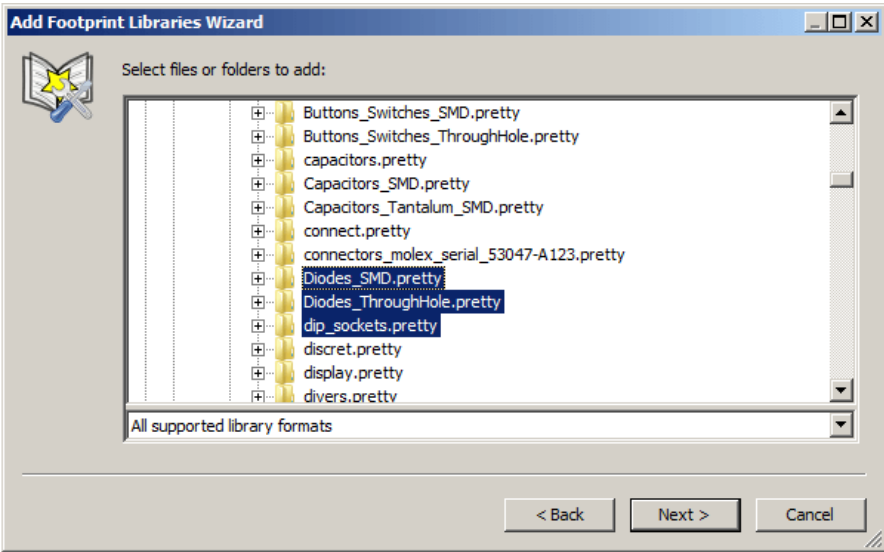 Add Footprint Libraries Wizard
Select files or folders to add:
Buttons_Switches_SMD.pretty
Buttons_Switches_ThroughHole.pretty
capacitors.pretty
Capacitors_SMD.pretty
Capacitors_Tantalum_SMD.pretty
connect.pretty
connectors_molex_serial_53047-A123.pretty
Diodes_SMD.pretty
Diodes_ThroughHole.pretty
dip_sockets.pretty
discret.pretty
display.pretty
divers.pretty
All supported library formats
< Back Next > Cancel